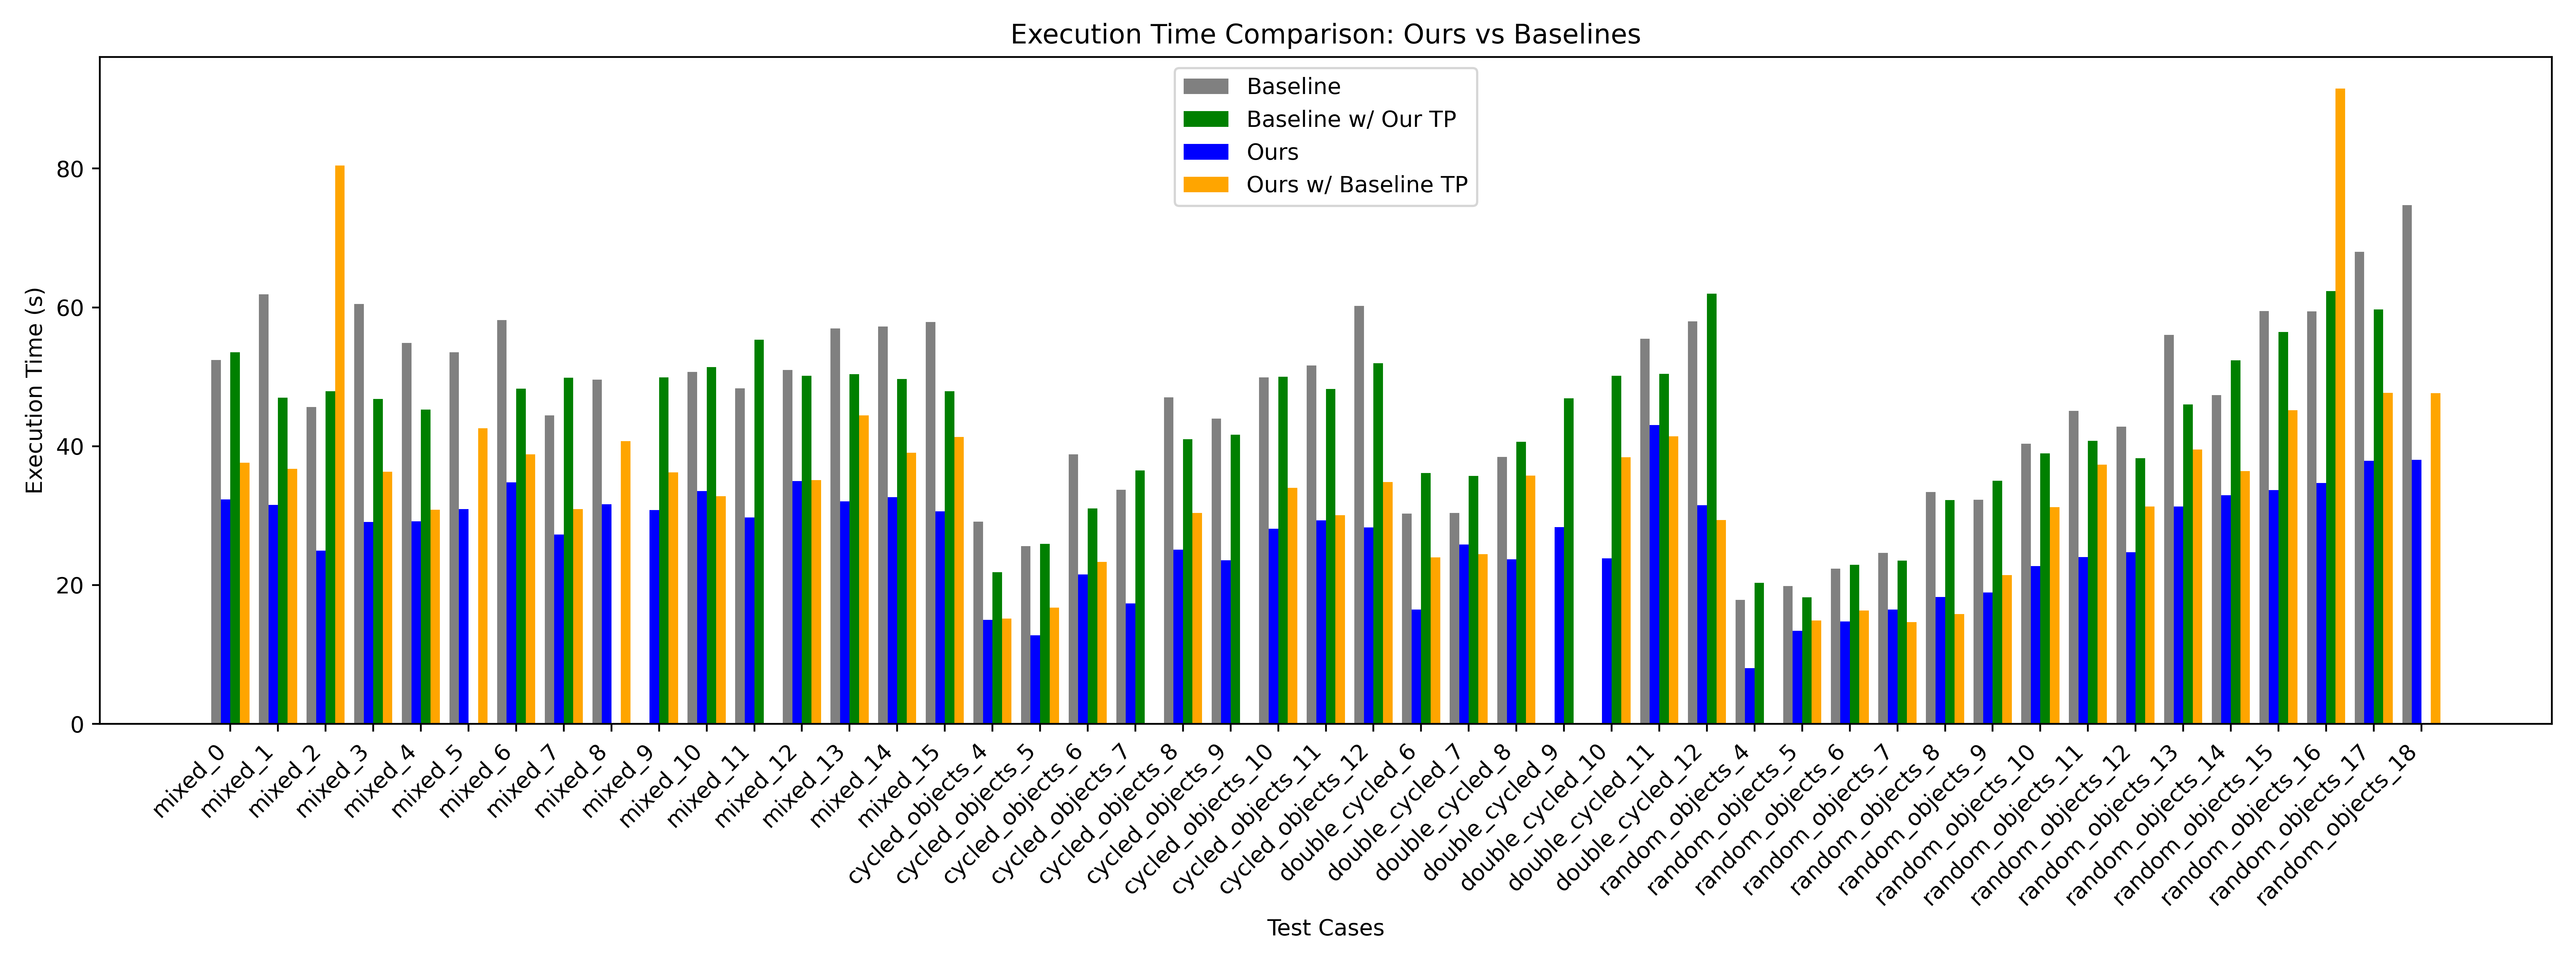 Execution Time Comparison: Ours vs Baselines
Baseline
Baseline w/ Our TP
Ours
Ours w/ Baseline TP
Execution Time (s)
80
60
40
20
0
mixed_0
mixed_1
mixed_2
mixed_3
mixed_4
mixed_5
mixed_6
mixed_7
mixed_8
mixed_9
mixed_10
mixed_11
mixed_12
mixed_13
mixed_14
mixed_15
cycled_objects_4
cycled_objects_5
cycled_objects_6
cycled_objects_7
cycled_objects_8
cycled_objects_9
cycled_objects_10
cycled_objects_11
cycled_objects_12
double_cycled_6
double_cycled_7
double_cycled_8
double_cycled_9
double_cycled_10
double_cycled_11
double_cycled_12
random_objects_4
random_objects_5
random_objects_6
random_objects_7
random_objects_8
random_objects_9
random_objects_10
random_objects_11
random_objects_12
random_objects_13
random_objects_14
random_objects_15
random_objects_16
random_objects_17
random_objects_18
Test Cases